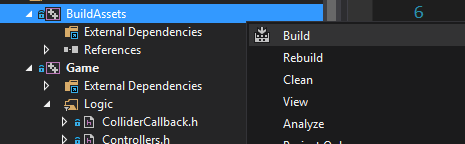 BuildAssets
External Dependencies
References
Game
External Dependencies
Logic
ColliderCallback.h
Controllers.h
6
Build
Rebuild
Clean
View
Analyze